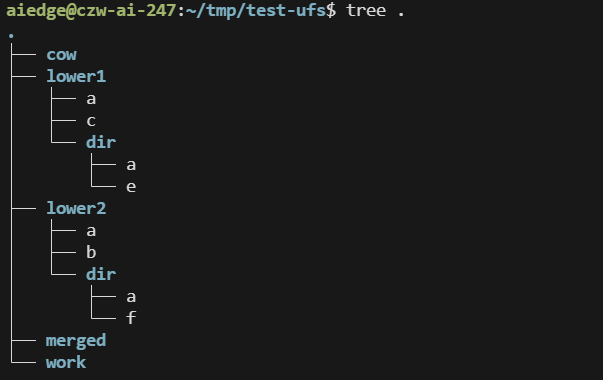 aiedge@czw-ai-247:~/tmp/test-ufs$ tree .
.
├── cow
├── lower1
│   ├── a
│   ├── c
│   └── dir
│       ├── a
│       └── e
├── lower2
│   ├── a
│   ├── b
│   └── dir
│       ├── a
│       └── f
├── merged
└── work